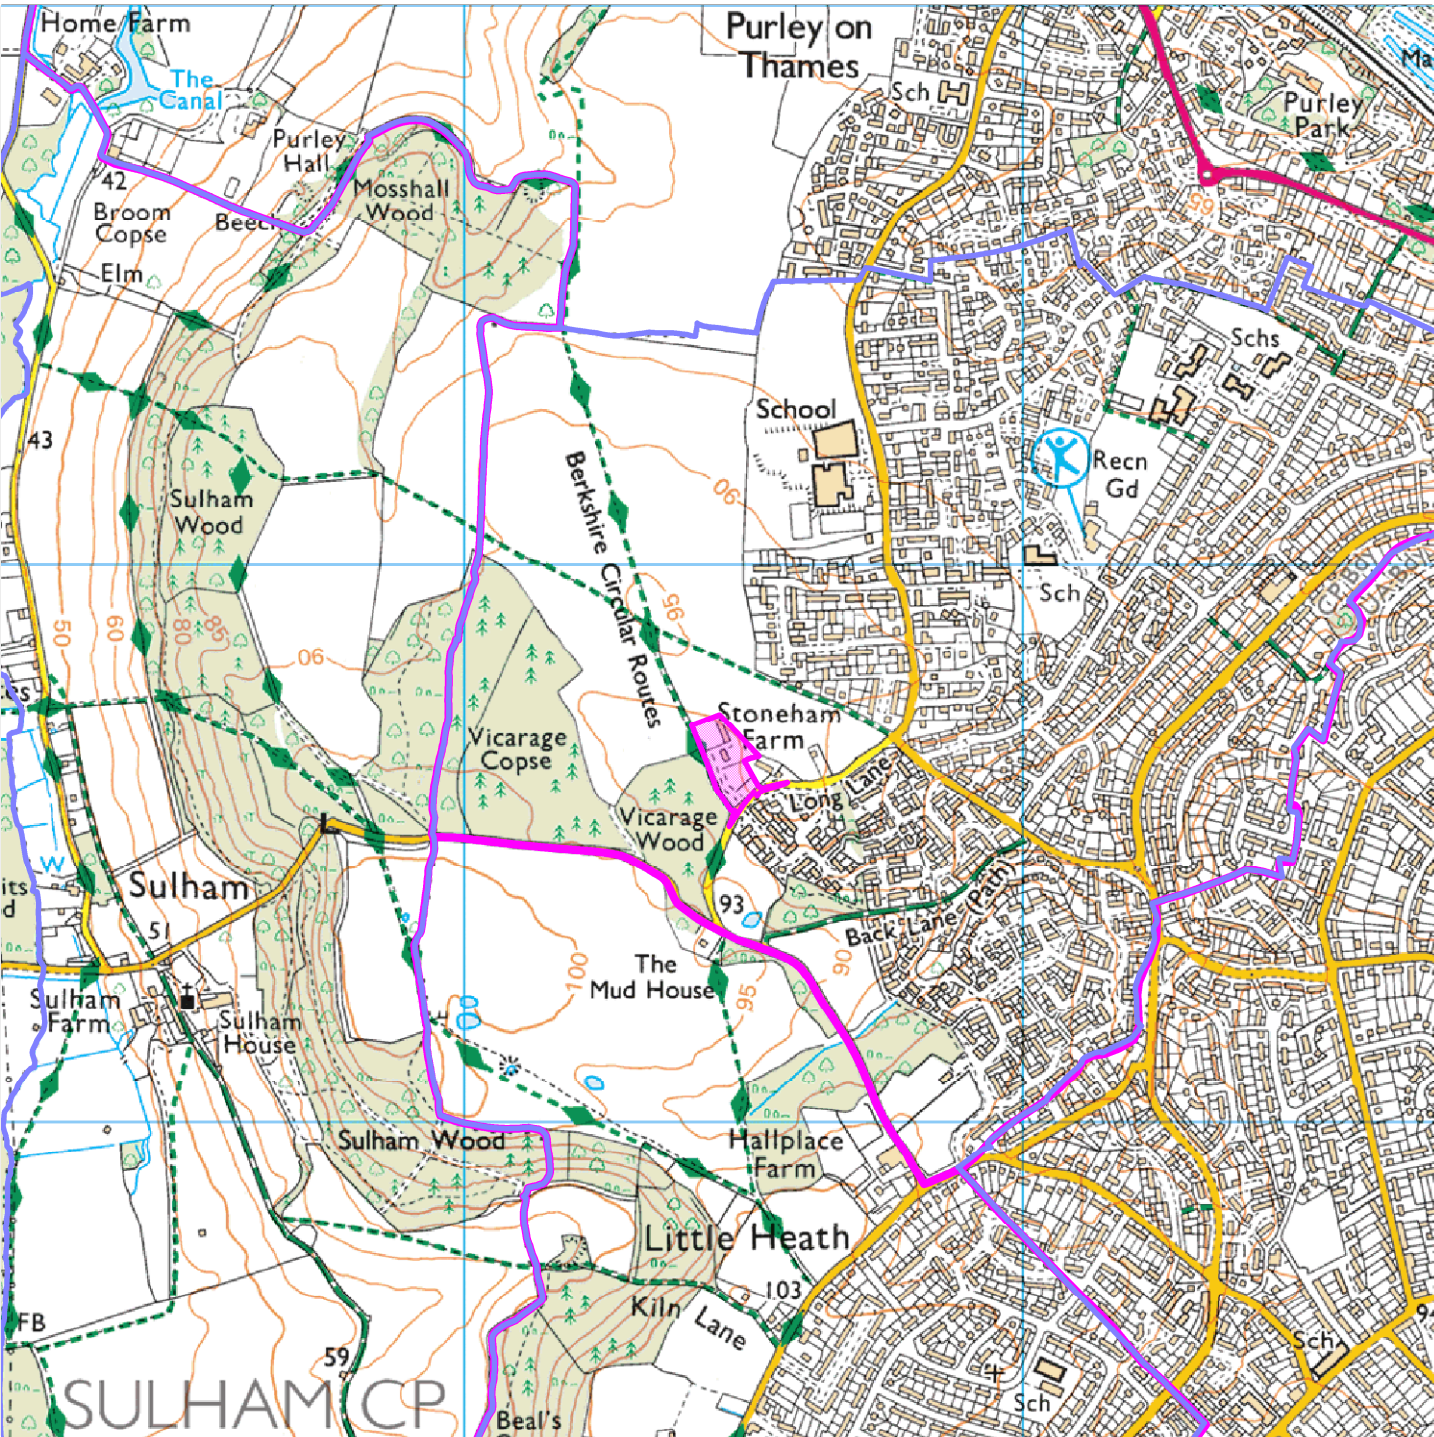 Home Farm
The
Canal
Purley on
Thames
Sch
Purley
Park
Purley
Hall
Mosshall
Wood
42
Broom
Copse
Beech
Elm
65
Schs
43
School
Recn
Gd
Sulham
Wood
90
Berkshire Circular Routes
Sch
95
50
60
80
85
90
Stoneham
Farm
Vicarage
Copse
Long Lane
Vicarage
Wood
L
W
Sulham
93
Back Lane (Path)
51
90
100
The
Mud House
95
Sulham
Farm
Sulham
House
Sulham Wood
Hallplace
Farm
Little Heath
103
Kiln
Lane
FB
59
Sch
Sch
SULHAM CP
Beal's